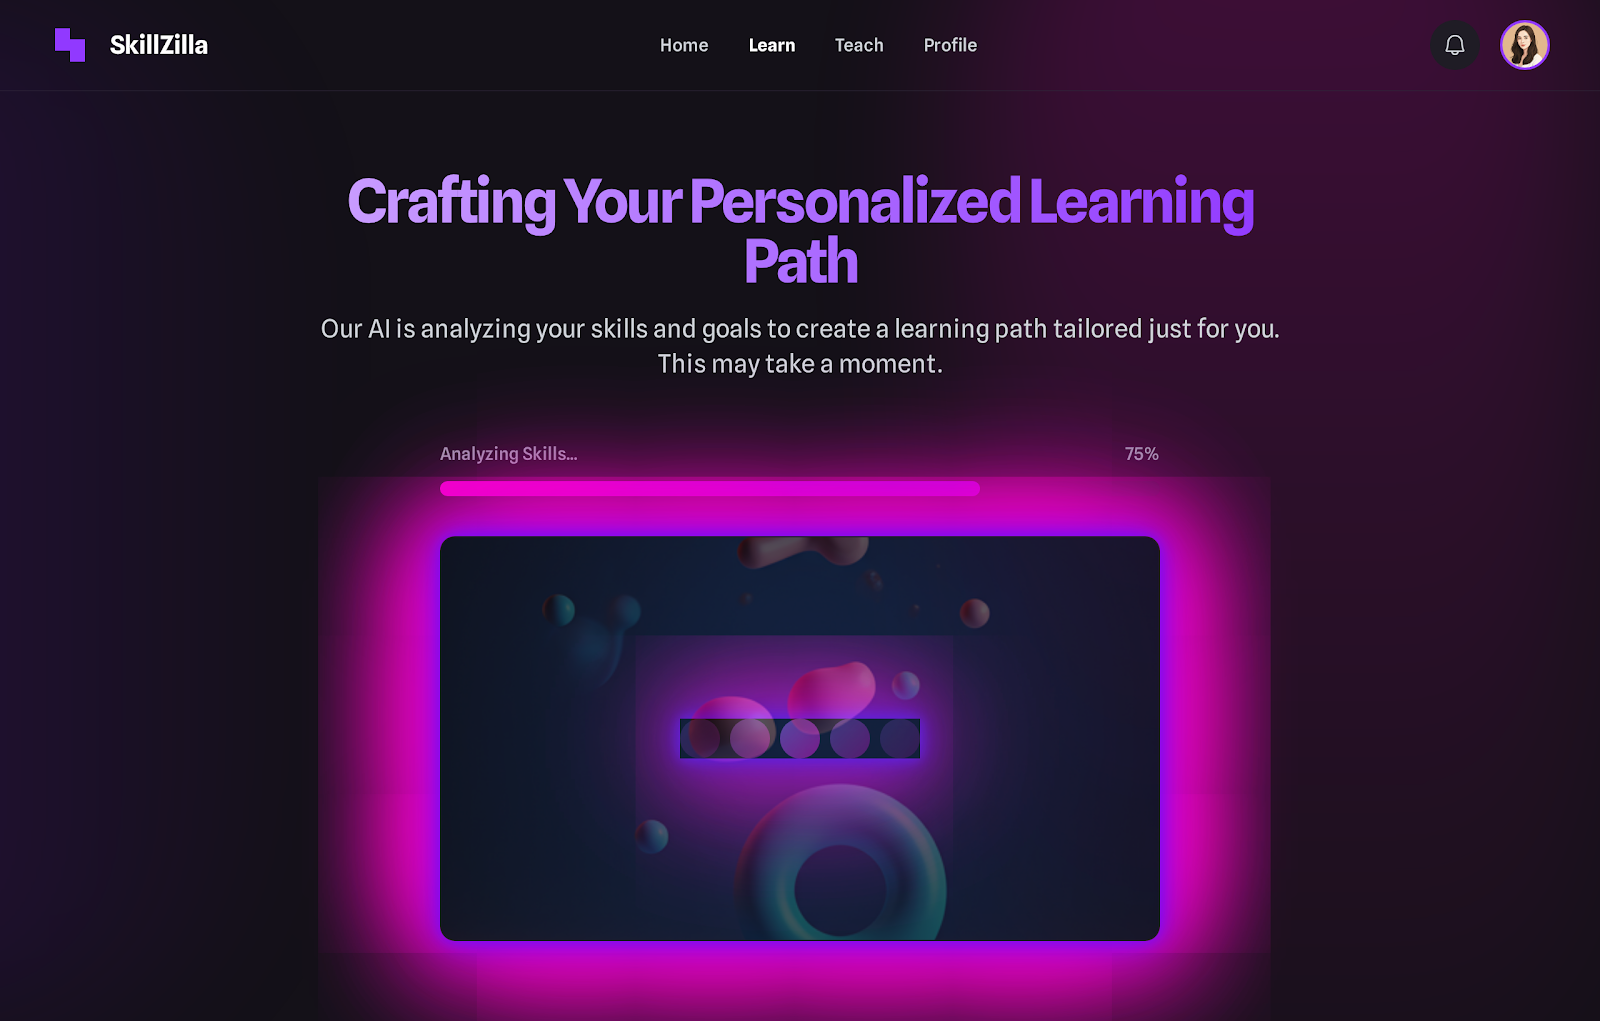 SkillZilla
Home
Learn
Teach
Profile
Crafting Your Personalized Learning
Path
Our AI is analyzing your skills and goals to create a learning path tailored just for you.
This may take a moment.
Analyzing Skills...
75%